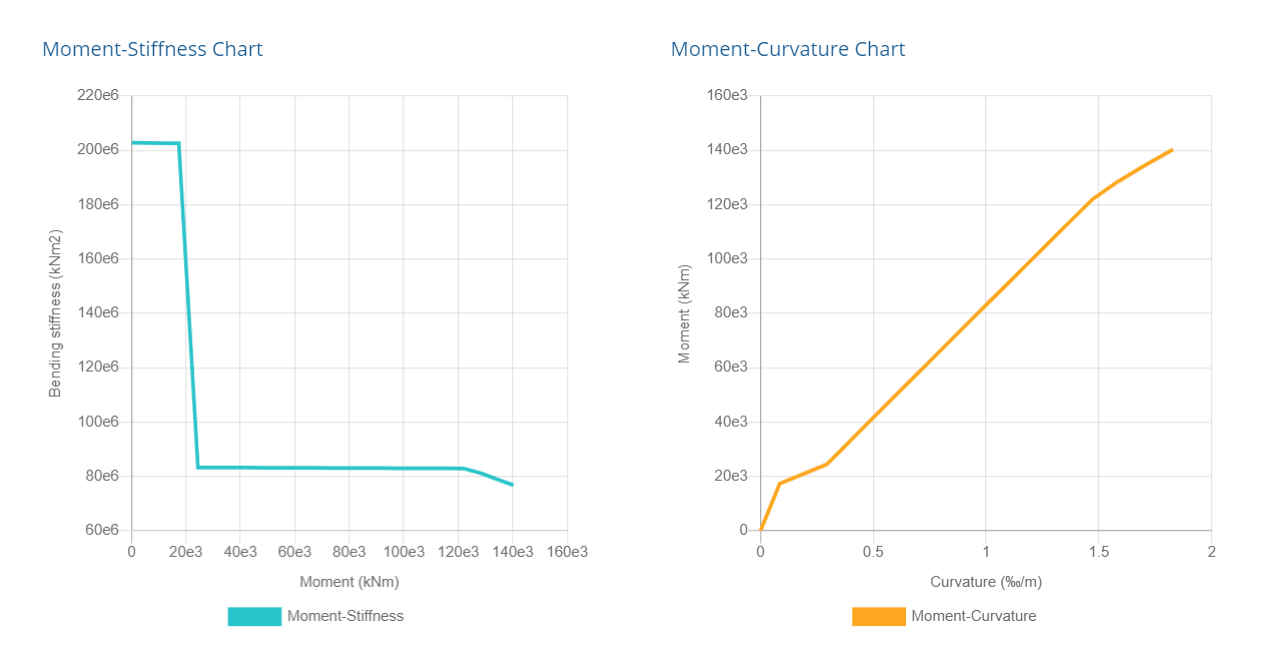 Moment-Stiffness Chart
220e6
200e6
180e6
160e6
140e6
120e6
100e6
80e6
60e6
Bending stiffness (kNm2)
0 20e3 40e3 60e3 80e3 100e3 120e3 140e3 160e3
Moment (kNm)
Moment-Stiffness
Moment-Curvature Chart
160e3
140e3
120e3
100e3
80e3
60e3
40e3
20e3
0
Moment (kNm)
0 0.5 1 1.5 2
Curvature (‰/m)
Moment-Curvature